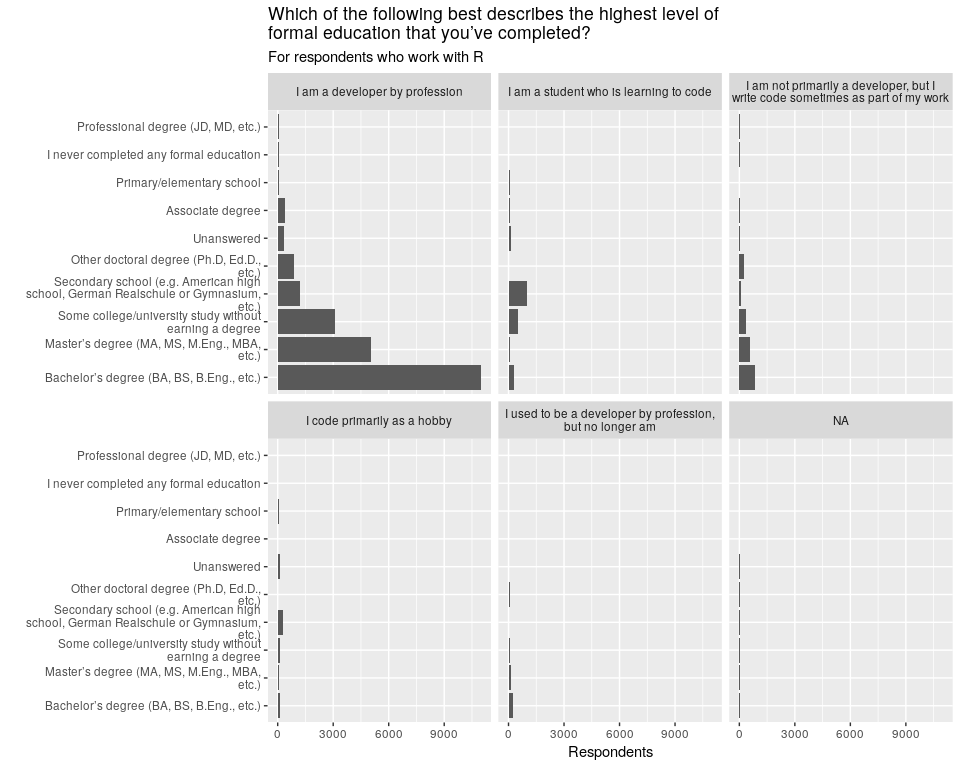 Which of the following best describes the highest level of
formal education that you’ve completed?
For respondents who work with R
I am a developer by profession
I am a student who is learning to code
I am not primarily a developer, but I
write code sometimes as part of my work
Professional degree (JD, MD, etc.)
I never completed any formal education
Primary/elementary school
Associate degree
Unanswered
Other doctoral degree (Ph.D, Ed.D.,
etc.)
Secondary school (e.g. American high
school, German Realschule or Gymnasium,
etc.)
Some college/university study without
earning a degree
Master’s degree (MA, MS, M.Eng., MBA,
etc.)
Bachelor’s degree (BA, BS, B.Eng., etc.)
I code primarily as a hobby
I used to be a developer by profession,
but no longer am
NA
Professional degree (JD, MD, etc.)
I never completed any formal education
Primary/elementary school
Associate degree
Unanswered
Other doctoral degree (Ph.D, Ed.D.,
etc.)
Secondary school (e.g. American high
school, German Realschule or Gymnasium,
etc.)
Some college/university study without
earning a degree
Master’s degree (MA, MS, M.Eng., MBA,
etc.)
Bachelor’s degree (BA, BS, B.Eng., etc.)
0 3000 6000 9000
0 3000 6000 9000
0 3000 6000 9000
Respondents